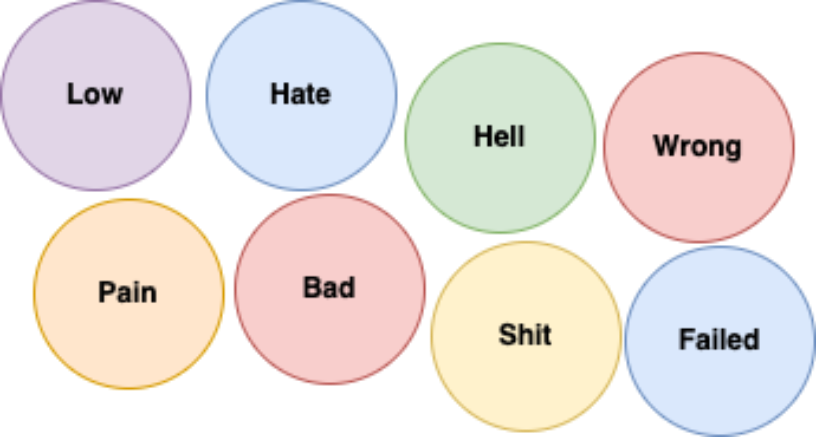 Low
Hate
Hell
Wrong
Pain
Bad
Shit
Failed